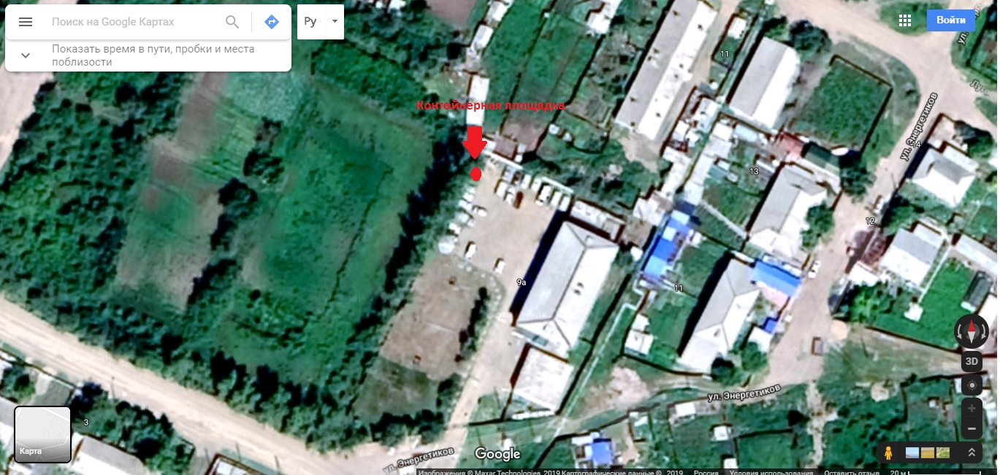 Поиск на Google Картах
Ру
Войти
Показать время в пути, пробки и места
поблизости
11
Луга
ул. Энергетиков
Контейнерная площадка
14
13
12
9а
11
3D
ул. Энергетиков
3
Карта
ул. Энергетиков
Google
Изображения © Maxar Technologies, 2019 Картографические данные © , 2019 Россия Условия использования Оставить отзыв 20 м